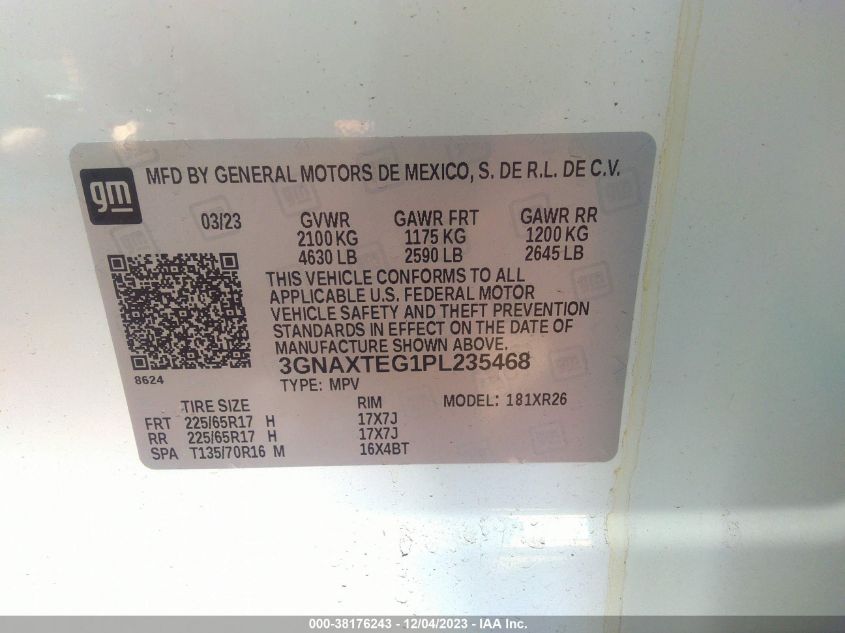 gm
MFD BY GENERAL MOTORS DE MEXICO, S. DE R.L. DE C.V.
03/23 GVWR GAWR FRT GAWR RR
2100 KG 1175 KG 1200 KG
4630 LB 2590 LB 2645 LB
THIS VEHICLE CONFORMS TO ALL
APPLICABLE U.S. FEDERAL MOTOR
VEHICLE SAFETY AND THEFT PREVENTION
STANDARDS IN EFFECT ON THE DATE OF
MANUFACTURE SHOWN ABOVE.
8624
3GNAXTEG1PL235468
TYPE: MPV
TIRE SIZE RIM MODEL: 181XR26
FRT 225/65R17 H 17X7J
RR 225/65R17 H 17X7J
SPA T135/70R16 M 16X4BT
000-38176243 - 12/04/2023 - IAA Inc.